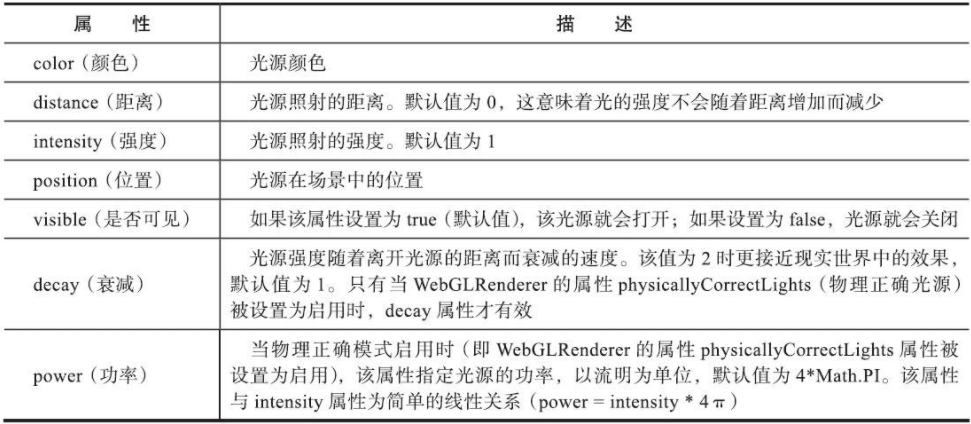 属 性 描 述
color（颜色） 光源颜色
distance（距离） 光源照射的距离。默认值为 0，这意味着光的强度不会随着距离增加而减少
intensity（强度） 光源照射的强度。默认值为 1
position（位置） 光源在场景中的位置
visible（是否可见） 如果该属性设置为 true（默认值），该光源就会打开；如果设置为 false，光源就会关闭
光源强度随着离开光源的距离而衰减的速度。该值为 2 时更接近现实世界中的效果，
decay（衰减） 默认值为 1。只有当 WebGLRenderer 的属性 physicallyCorrectLights（物理正确光源）
被设置为启用时，decay 属性才有效
当物理正确模式启用时（即 WebGLRenderer 的属性 physicallyCorrectLights 属性被
power（功率） 设置为启用），该属性指定光源的功率，以流明为单位，默认值为 4*Math.PI。该属性
与 intensity 属性为简单的线性关系（power = intensity * 4π）